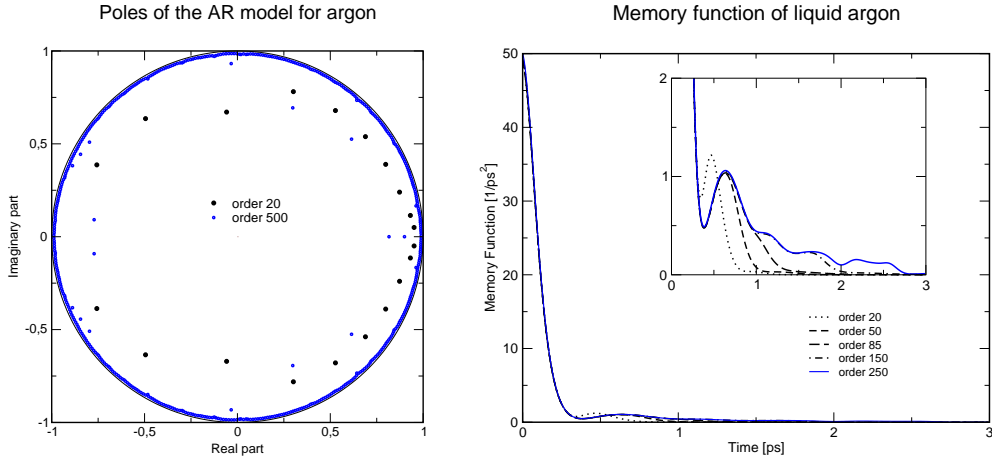 Poles of the AR model for argon
1
0,5
0
-0,5
-1
-1
-0,5
0
0,5
1
Imaginary part
Real part
order 20
order 500
Memory function of liquid argon
50
40
30
20
10
0
0
1
2
3
Memory Function [1/ps²]
Time [ps]
2
1
0
0
1
2
3
order 20
order 50
order 85
order 150
order 250